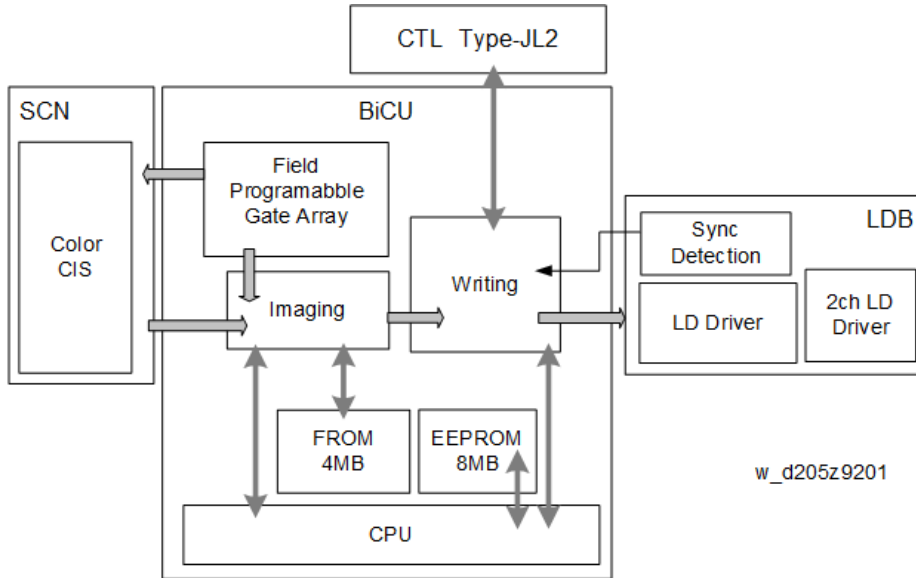 CTL Type-JL2
SCN
BiCU
Field
Programabble
Gate Array
Color
CIS
Imaging
Writing
LDB
Sync
Detection
LD Driver
2ch LD
Driver
FROM
4MB
EEPROM
8MB
CPU
w_d205z9201